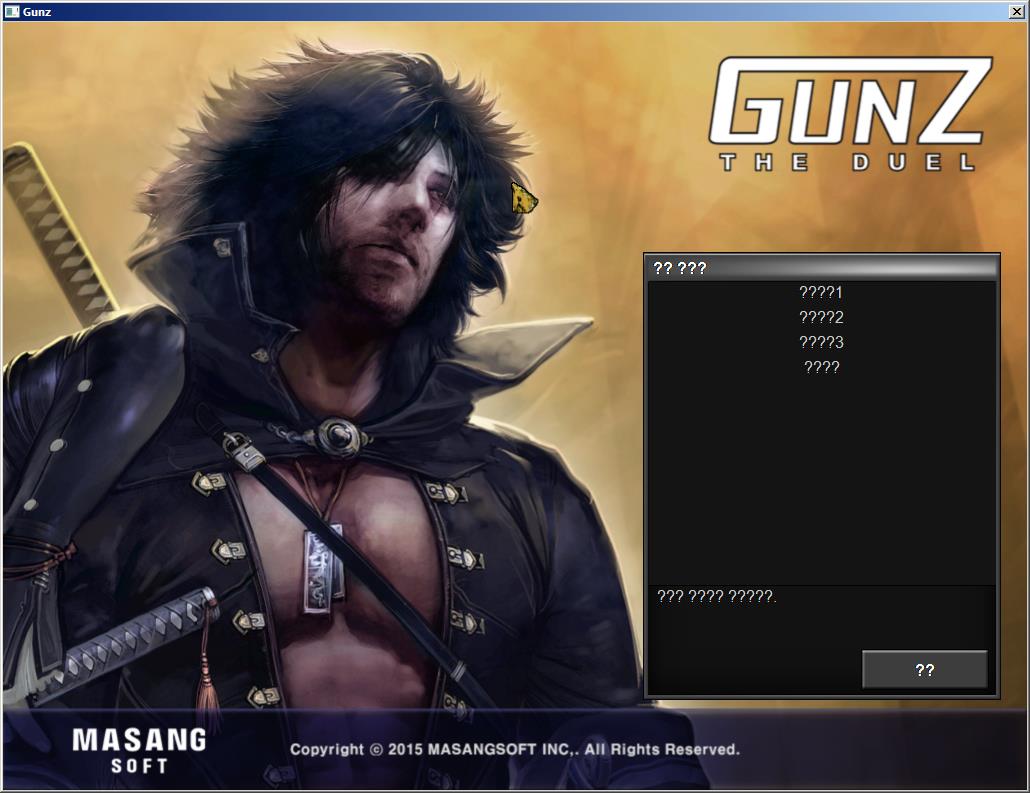 Gunz
GUNZ
THE DUEL
?? ???
????1
????2
????3
????
??? ???? ?????.
??
MASANG
SOFT
Copyright © 2015 MASANGSOFT INC,. All Rights Reserved.